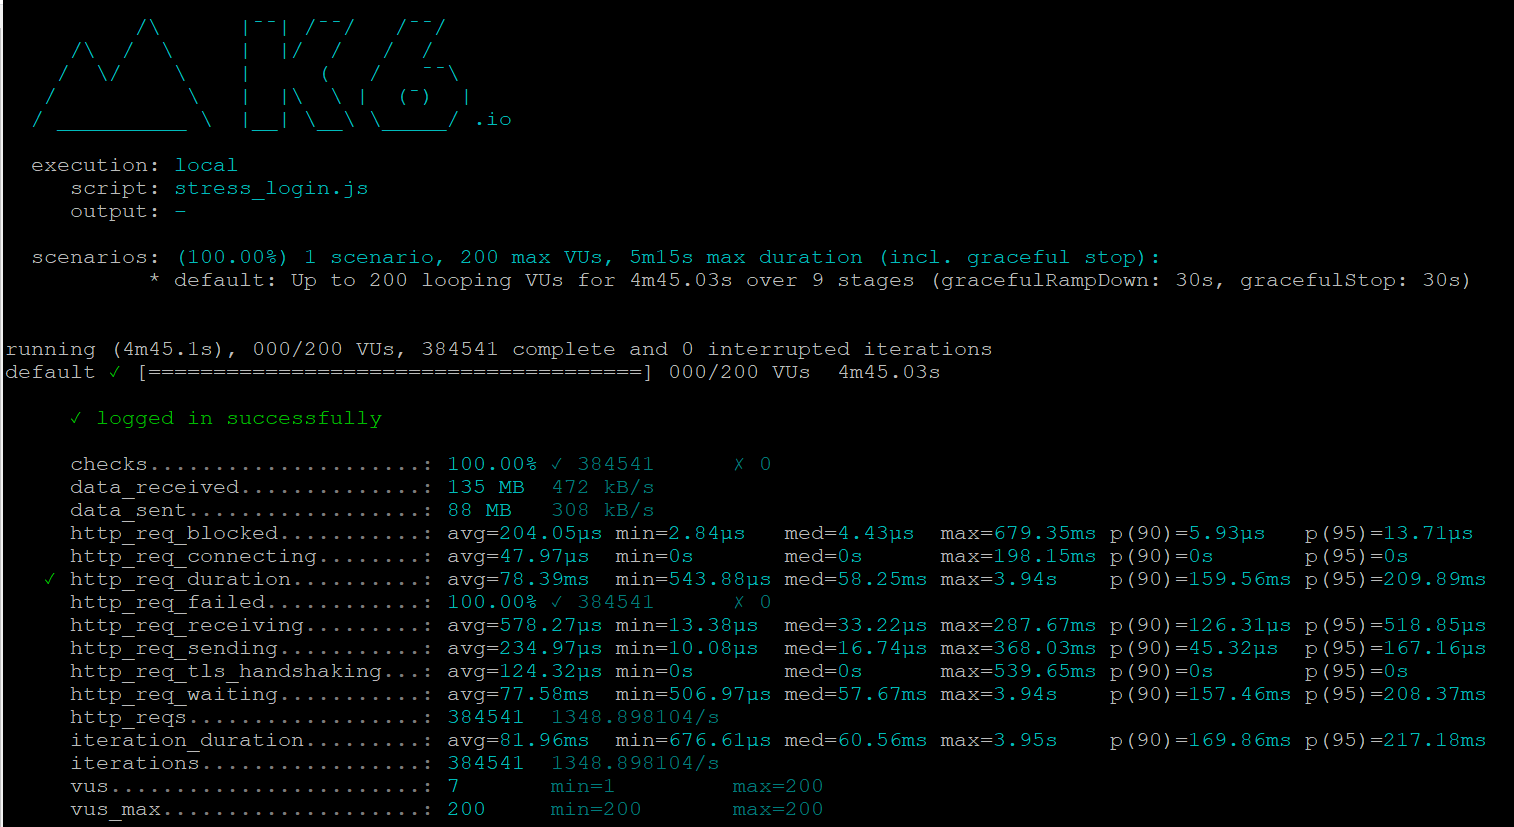 K6 .io
execution: local
script: stress_login.js
output: -
scenarios: (100.00%) 1 scenario, 200 max VUs, 5m15s max duration (incl. graceful stop):
* default: Up to 200 looping VUs for 4m45.03s over 9 stages (gracefulRampDown: 30s, gracefulStop: 30s)
running (4m45.1s), 000/200 VUs, 384541 complete and 0 interrupted iterations
default ✓ [======================================] 000/200 VUs  4m45.03s
✓ logged in successfully
checks.....................: 100.00% ✓ 384541      ✗ 0
data_received..............: 135 MB  472 kB/s
data_sent..................: 88 MB   308 kB/s
http_req_blocked...........: avg=204.05µs min=2.84µs   med=4.43µs  max=679.35ms p(90)=5.93µs   p(95)=13.71µs
http_req_connecting........: avg=47.97µs  min=0s       med=0s      max=198.15ms p(90)=0s       p(95)=0s
✓ http_req_duration..........: avg=78.39ms  min=543.88µs med=58.25ms max=3.94s    p(90)=159.56ms p(95)=209.89ms
http_req_failed............: 100.00% ✓ 384541      ✗ 0
http_req_receiving.........: avg=578.27µs min=13.38µs  med=33.22µs max=287.67ms p(90)=126.31µs p(95)=518.85µs
http_req_sending...........: avg=234.97µs min=10.08µs  med=16.74µs max=368.03ms p(90)=45.32µs  p(95)=167.16µs
http_req_tls_handshaking...: avg=124.32µs min=0s       med=0s      max=539.65ms p(90)=0s       p(95)=0s
http_req_waiting...........: avg=77.58ms  min=506.97µs med=57.67ms max=3.94s    p(90)=157.46ms p(95)=208.37ms
http_reqs..................: 384541  1348.898104/s
iteration_duration.........: avg=81.96ms  min=676.61µs med=60.56ms max=3.95s    p(90)=169.86ms p(95)=217.18ms
iterations.................: 384541  1348.898104/s
vus........................: 7       min=1         max=200
vus_max....................: 200     min=200       max=200